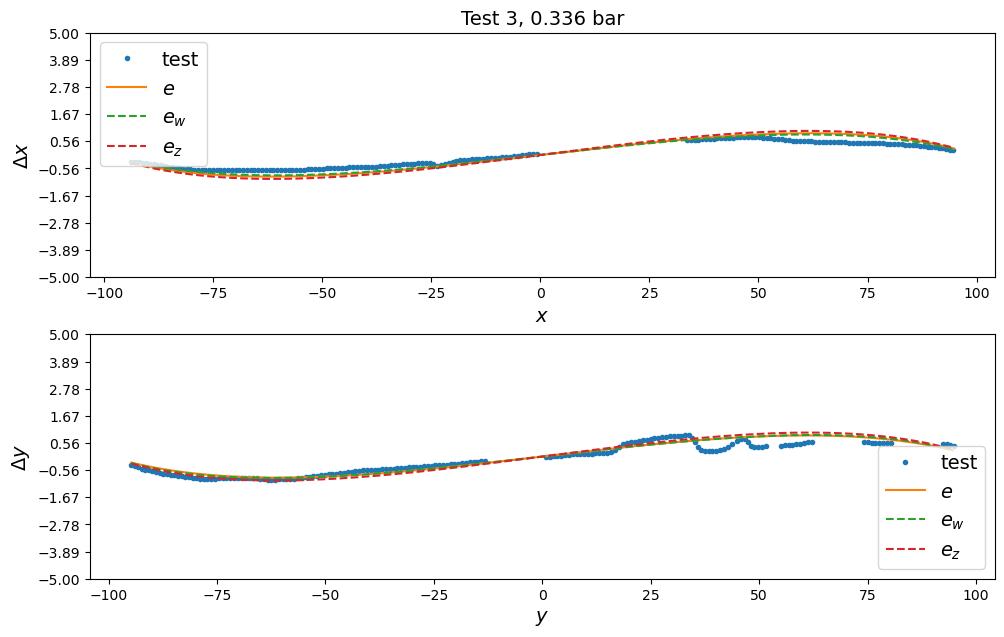 Test 3, 0.336 bar
5.00
3.89
2.78
1.67
0.56
−0.56
−1.67
−2.78
−3.89
−5.00
Δx
test
e
e_w
e_z
−100 −75 −50 −25 0 25 50 75 100
x
5.00
3.89
2.78
1.67
0.56
−0.56
−1.67
−2.78
−3.89
−5.00
Δy
test
e
e_w
e_z
−100 −75 −50 −25 0 25 50 75 100
y